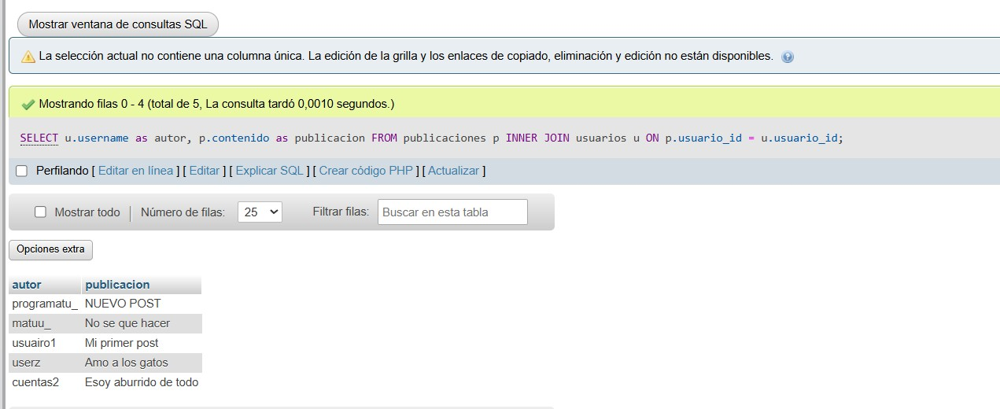 Mostrar ventana de consultas SQL
La selección actual no contiene una columna única. La edición de la grilla y los enlaces de copiado, eliminación y edición no están disponibles.
Mostrando filas 0 - 4 (total de 5, La consulta tardó 0,0010 segundos.)
SELECT u.username as autor, p.contenido as publicacion FROM publicaciones p INNER JOIN usuarios u ON p.usuario_id = u.usuario_id;
Perfilando [ Editar en línea ] [ Editar ] [ Explicar SQL ] [ Crear código PHP ] [ Actualizar ]
Mostrar todo | Número de filas: 25 Filtrar filas: Buscar en esta tabla
Opciones extra
autor publicacion
programatu_ NUEVO POST
matuu_ No se que hacer
usuairo1 Mi primer post
userz Amo a los gatos
cuentas2 Esoy aburrido de todo